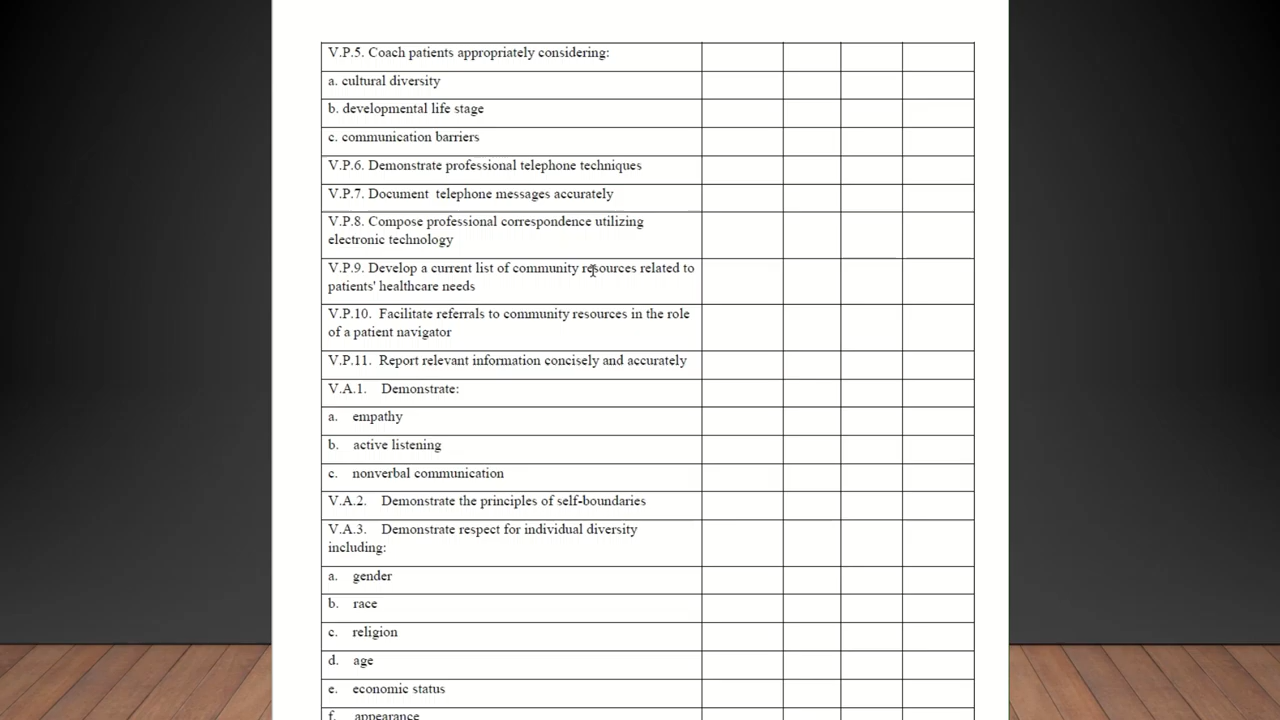 V.P.5. Coach patients appropriately considering:
a. cultural diversity
b. developmental life stage
c. communication barriers
V.P.6. Demonstrate professional telephone techniques
V.P.7. Document  telephone messages accurately
V.P.8. Compose professional correspondence utilizing
electronic technology
V.P.9. Develop a current list of community resources related to
patients' healthcare needs
V.P.10.  Facilitate referrals to community resources in the role
of a patient navigator
V.P.11.  Report relevant information concisely and accurately
V.A.1.    Demonstrate:
a.    empathy
b.    active listening
c.    nonverbal communication
V.A.2.    Demonstrate the principles of self-boundaries
V.A.3.    Demonstrate respect for individual diversity
including:
a.    gender
b.    race
c.    religion
d.    age
e.    economic status
f.    appearance